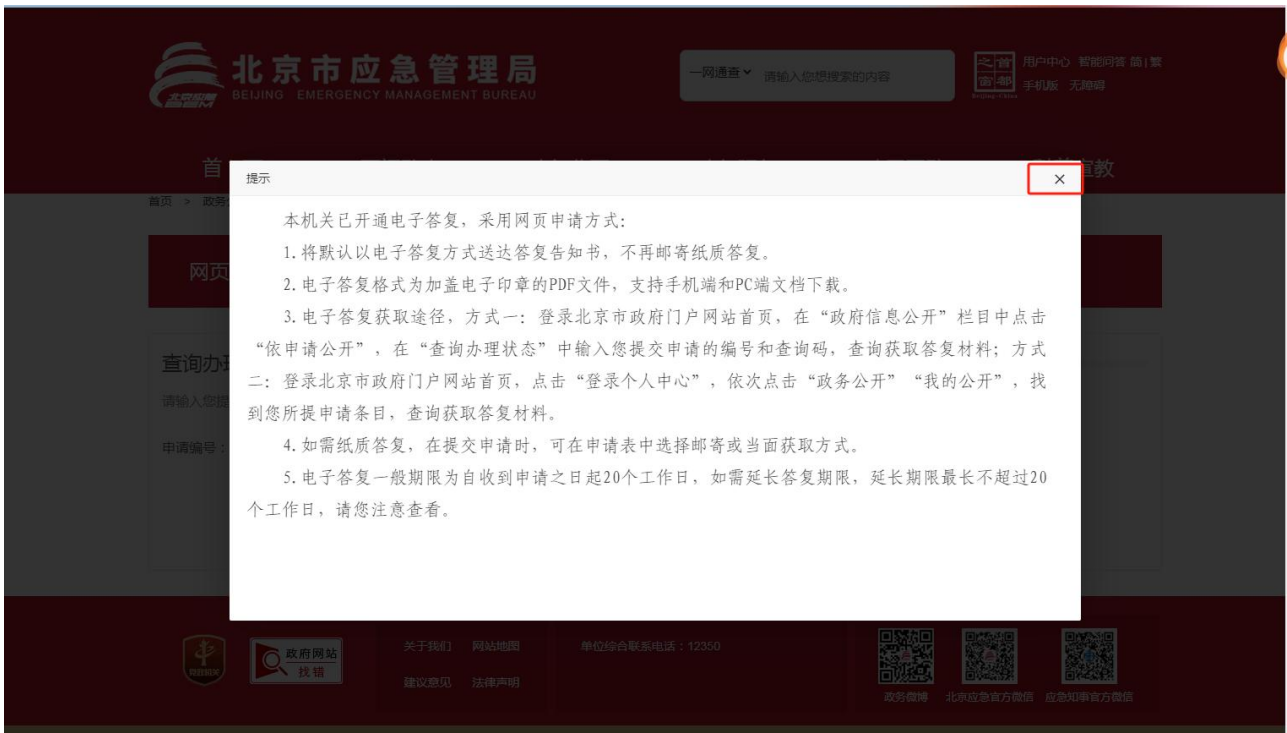 北京市应急管理局
BEIJING EMERGENCY MANAGEMENT BUREAU
一网通查 请输入您想搜索的内容
首都之窗
Beijing-China
用户中心 智能问答 简|繁
手机版 无障碍
首
宣教
首页 > 政务
网页
提示 ×
本机关已开通电子答复，采用网页申请方式：
1.将默认以电子答复方式送达答复告知书，不再邮寄纸质答复。
2.电子答复格式为加盖电子印章的PDF文件，支持手机端和PC端文档下载。
3.电子答复获取途径，方式一：登录北京市政府门户网站首页，在“政府信息公开”栏目中点击
“依申请公开”，在“查询办理状态”中输入您提交申请的编号和查询码，查询获取答复材料；方式
二：登录北京市政府门户网站首页，点击“登录个人中心”，依次点击“政务公开”“我的公开”，找
到您所提申请条目，查询获取答复材料。
4.如需纸质答复，在提交申请时，可在申请表中选择邮寄或当面获取方式。
5.电子答复一般期限为自收到申请之日起20个工作日，如需延长答复期限，延长期限最长不超过20
个工作日，请您注意查看。
查询办理
请输入您提
申请编号：
政府网站
找错
关于我们 网站地图
建议意见 法律声明
单位综合联系电话：12350
政务微博 北京应急官方微信 应急知事官方微信